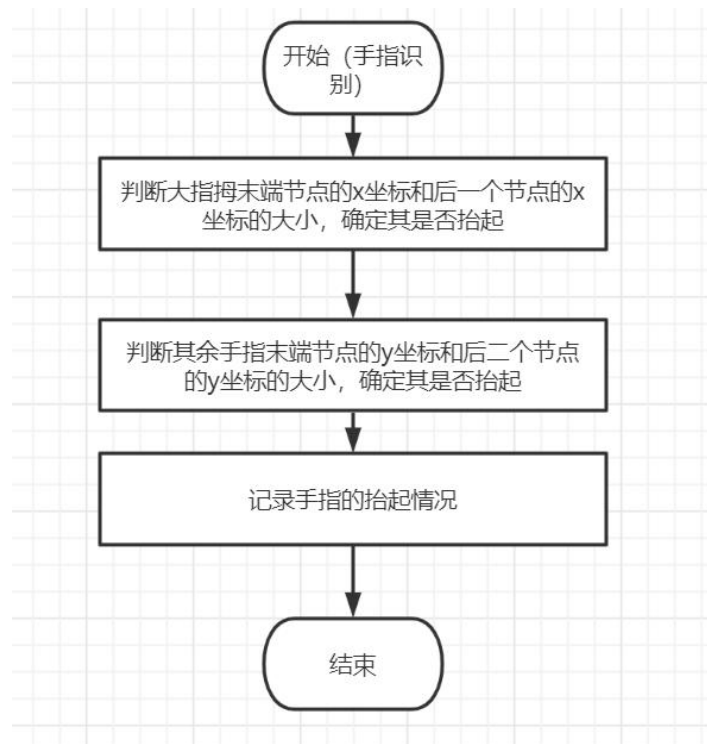 开始（手指识
别）
判断大指拇末端节点的x坐标和后一个节点的x
坐标的大小，确定其是否抬起
判断其余手指末端节点的y坐标和后二个节点
的y坐标的大小，确定其是否抬起
记录手指的抬起情况
结束